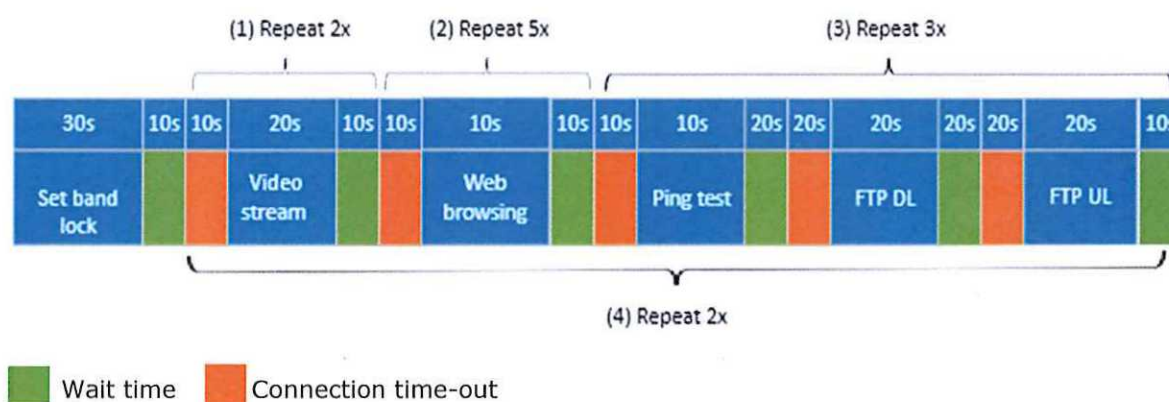 (1) Repeat 2x (2) Repeat 5x (3) Repeat 3x
30s 10s 10s 20s 10s 10s 10s 10s 10s 10s 20s 20s 20s 20s 20s 20s 10s
Set band lock Video stream Web browsing Ping test FTP DL FTP UL
(4) Repeat 2x
Wait time Connection time-out